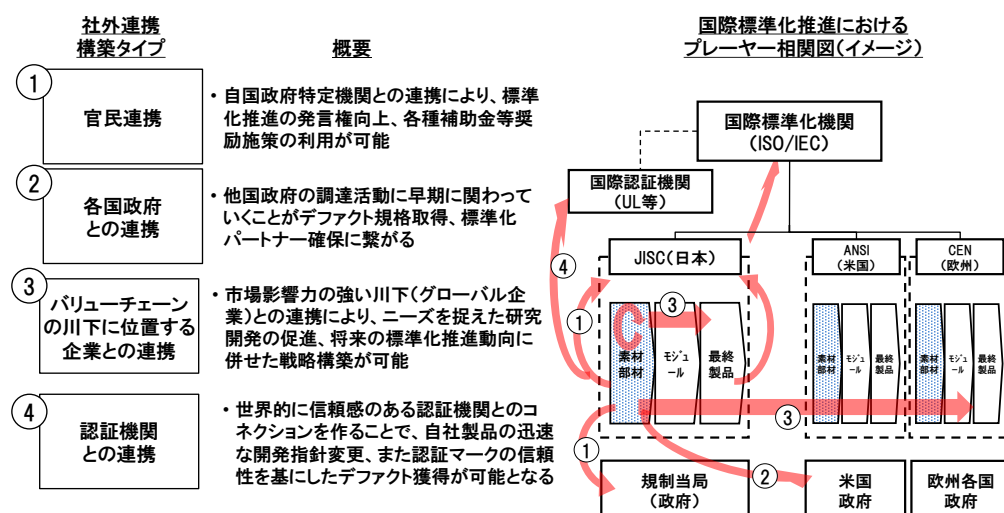 社外連携
構築タイプ
概要
国際標準化推進における
プレーヤー相関図(イメージ)
1
官民連携
・自国政府特定機関との連携により、標準
化推進の発言権向上、各種補助金等奨
励施策の利用が可能
2
各国政府
との連携
・他国政府の調達活動に早期に関わって
いくことがデファクト規格取得、標準化
パートナー確保に繋がる
3
バリューチェーン
の川下に位置する
企業との連携
・市場影響力の強い川下(グローバル企
業)との連携により、ニーズを捉えた研究
開発の促進、将来の標準化推進動向に
併せた戦略構築が可能
4
認証機関
との連携
・世界的に信頼感のある認証機関とのコ
ネクションを作ることで、自社製品の迅速
な開発指針変更、また認証マークの信頼
性を基にしたデファクト獲得が可能となる
国際標準化機関
(ISO/IEC)
国際認証機関
(UL等)
JISC(日本)
ANSI
(米国)
CEN
(欧州)
4
1
3
素材
部材
モジュ
ール
最終
製品
素材
部材
モジュ
ール
最終
製品
素材
部材
モジュ
ール
最終
製品
3
1
2
規制当局
(政府)
米国
政府
欧州各国
政府